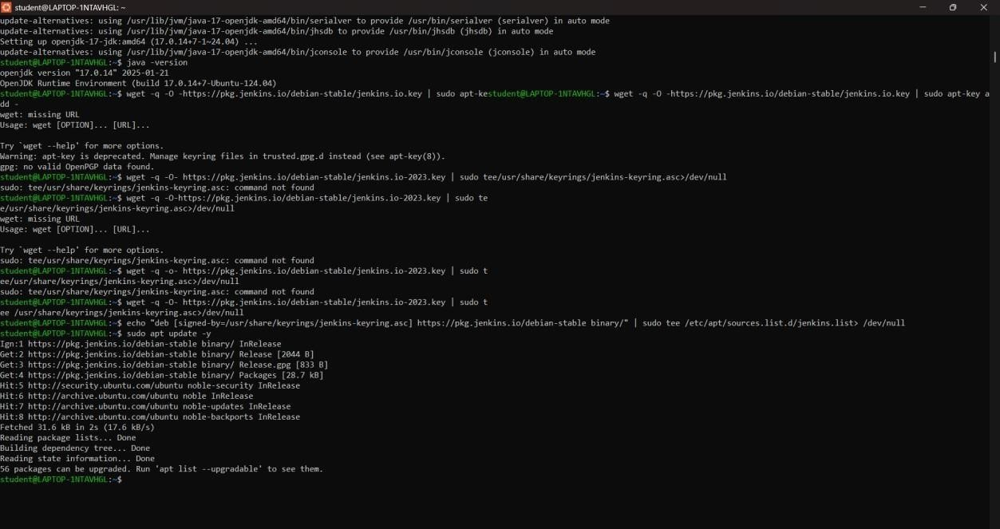 student@LAPTOP-1NTAVHGL: ~
update-alternatives: using /usr/lib/jvm/java-17-openjdk-amd64/bin/serialver to provide /usr/bin/serialver (serialver) in auto mode
update-alternatives: using /usr/lib/jvm/java-17-openjdk-amd64/bin/jhsdb to provide /usr/bin/jhsdb (jhsdb) in auto mode
Setting up openjdk-17-jdk:amd64 (17.0.14+7-1~24.04) ...
update-alternatives: using /usr/lib/jvm/java-17-openjdk-amd64/bin/jconsole to provide /usr/bin/jconsole (jconsole) in auto mode
student@LAPTOP-1NTAVHGL:~$ java -version
openjdk version "17.0.14" 2025-01-21
OpenJDK Runtime Environment (build 17.0.14+7-Ubuntu-124.04)
student@LAPTOP-1NTAVHGL:~$ wget -q -O -https://pkg.jenkins.io/debian-stable/jenkins.io.key | sudo apt-kestudent@LAPTOP-1NTAVHGL:~$ wget -q -O -https://pkg.jenkins.io/debian-stable/jenkins.io.key | sudo apt-key a
dd -
wget: missing URL
Usage: wget [OPTION]... [URL]...

Try `wget --help' for more options.
Warning: apt-key is deprecated. Manage keyring files in trusted.gpg.d instead (see apt-key(8)).
gpg: no valid OpenPGP data found.
student@LAPTOP-1NTAVHGL:~$ wget -q -O- https://pkg.jenkins.io/debian-stable/jenkins.io-2023.key | sudo tee/usr/share/keyrings/jenkins-keyring.asc>/dev/null
sudo: tee/usr/share/keyrings/jenkins-keyring.asc: command not found
student@LAPTOP-1NTAVHGL:~$ wget -q -O-https://pkg.jenkins.io/debian-stable/jenkins.io-2023.key | sudo te
e/usr/share/keyrings/jenkins-keyring.asc>/dev/null
wget: missing URL
Usage: wget [OPTION]... [URL]...

Try `wget --help' for more options.
sudo: tee/usr/share/keyrings/jenkins-keyring.asc: command not found
student@LAPTOP-1NTAVHGL:~$ wget -q -o- https://pkg.jenkins.io/debian-stable/jenkins.io-2023.key | sudo t
ee/usr/share/keyrings/jenkins-keyring.asc>/dev/null
sudo: tee/usr/share/keyrings/jenkins-keyring.asc: command not found
student@LAPTOP-1NTAVHGL:~$ wget -q -O- https://pkg.jenkins.io/debian-stable/jenkins.io-2023.key | sudo t
ee /usr/share/keyrings/jenkins-keyring.asc>/dev/null
student@LAPTOP-1NTAVHGL:~$ echo "deb [signed-by=/usr/share/keyrings/jenkins-keyring.asc] https://pkg.jenkins.io/debian-stable binary/" | sudo tee /etc/apt/sources.list.d/jenkins.list> /dev/null
student@LAPTOP-1NTAVHGL:~$ sudo apt update -y
Ign:1 https://pkg.jenkins.io/debian-stable binary/ InRelease
Get:2 https://pkg.jenkins.io/debian-stable binary/ Release [2044 B]
Get:3 https://pkg.jenkins.io/debian-stable binary/ Release.gpg [833 B]
Get:4 https://pkg.jenkins.io/debian-stable binary/ Packages [28.7 kB]
Hit:5 http://security.ubuntu.com/ubuntu noble-security InRelease
Hit:6 http://archive.ubuntu.com/ubuntu noble InRelease
Hit:7 http://archive.ubuntu.com/ubuntu noble-updates InRelease
Hit:8 http://archive.ubuntu.com/ubuntu noble-backports InRelease
Fetched 31.6 kB in 2s (17.6 kB/s)
Reading package lists... Done
Building dependency tree... Done
Reading state information... Done
56 packages can be upgraded. Run 'apt list --upgradable' to see them.
student@LAPTOP-1NTAVHGL:~$